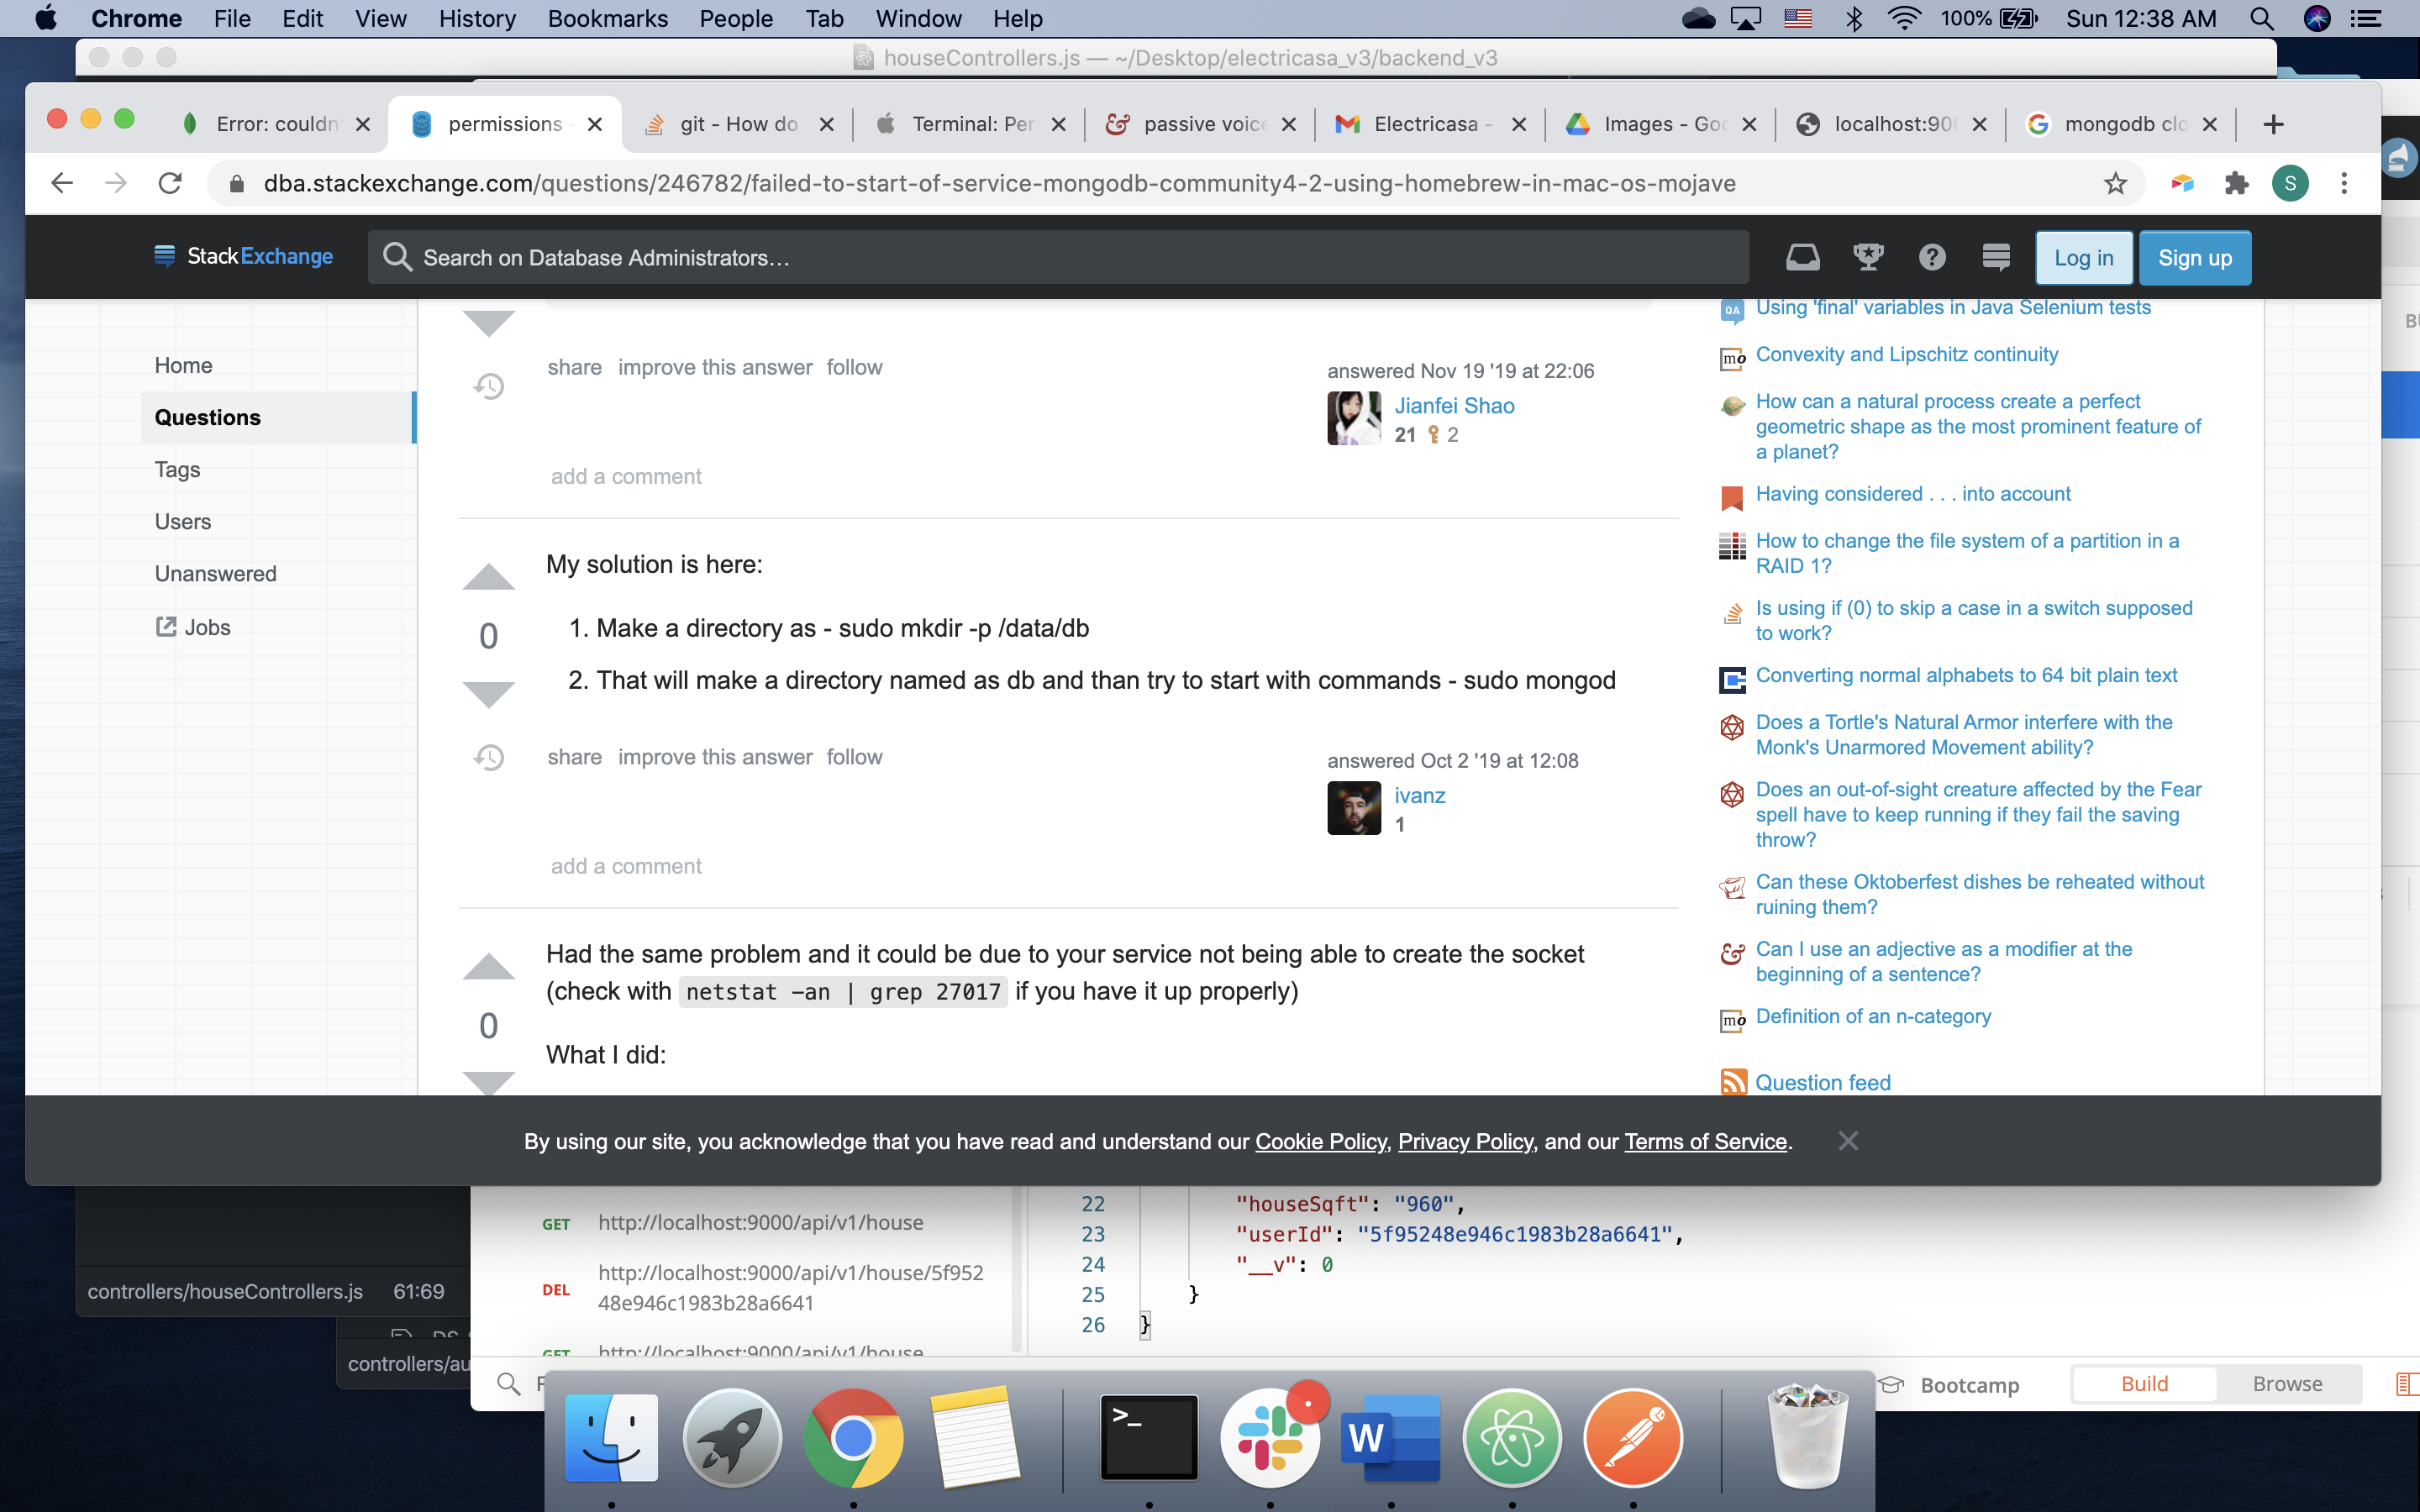 Chrome File Edit View History Bookmarks People Tab Window Help 100% Sun 12:38 AM
houseControllers.js — ~/Desktop/electricasa_v3/backend_v3
Error: couldn permissions - git - How do Terminal: Per passive voice Electricasa - Images - Goo localhost:900 mongodb clo
dba.stackexchange.com/questions/246782/failed-to-start-of-service-mongodb-community4-2-using-homebrew-in-mac-os-mojave
S
StackExchange
Search on Database Administrators…
Log in
Sign up
Home
Questions
Tags
Users
Unanswered
Jobs
share improve this answer follow
answered Nov 19 '19 at 22:06
Jianfei Shao
21 2
add a comment
0
My solution is here:
1. Make a directory as - sudo mkdir -p /data/db
2. That will make a directory named as db and than try to start with commands - sudo mongod
share improve this answer follow
answered Oct 2 '19 at 12:08
ivanz
1
add a comment
0
Had the same problem and it could be due to your service not being able to create the socket
(check with netstat -an | grep 27017 if you have it up properly)
What I did:
Using 'final' variables in Java Selenium tests
Convexity and Lipschitz continuity
How can a natural process create a perfect
geometric shape as the most prominent feature of
a planet?
Having considered . . . into account
How to change the file system of a partition in a
RAID 1?
Is using if (0) to skip a case in a switch supposed
to work?
Converting normal alphabets to 64 bit plain text
Does a Tortle's Natural Armor interfere with the
Monk's Unarmored Movement ability?
Does an out-of-sight creature affected by the Fear
spell have to keep running if they fail the saving
throw?
Can these Oktoberfest dishes be reheated without
ruining them?
Can I use an adjective as a modifier at the
beginning of a sentence?
Definition of an n-category
Question feed
By using our site, you acknowledge that you have read and understand our Cookie Policy, Privacy Policy, and our Terms of Service.
GET http://localhost:9000/api/v1/house
DEL http://localhost:9000/api/v1/house/5f952
48e946c1983b28a6641
GET http://localhost:9000/api/v1/house
22 "houseSqft": "960",
23 "userId": "5f95248e946c1983b28a6641",
24 "__v": 0
25 }
26 }
controllers/houseControllers.js 61:69
controllers/au
Bootcamp
Build
Browse
>_
W